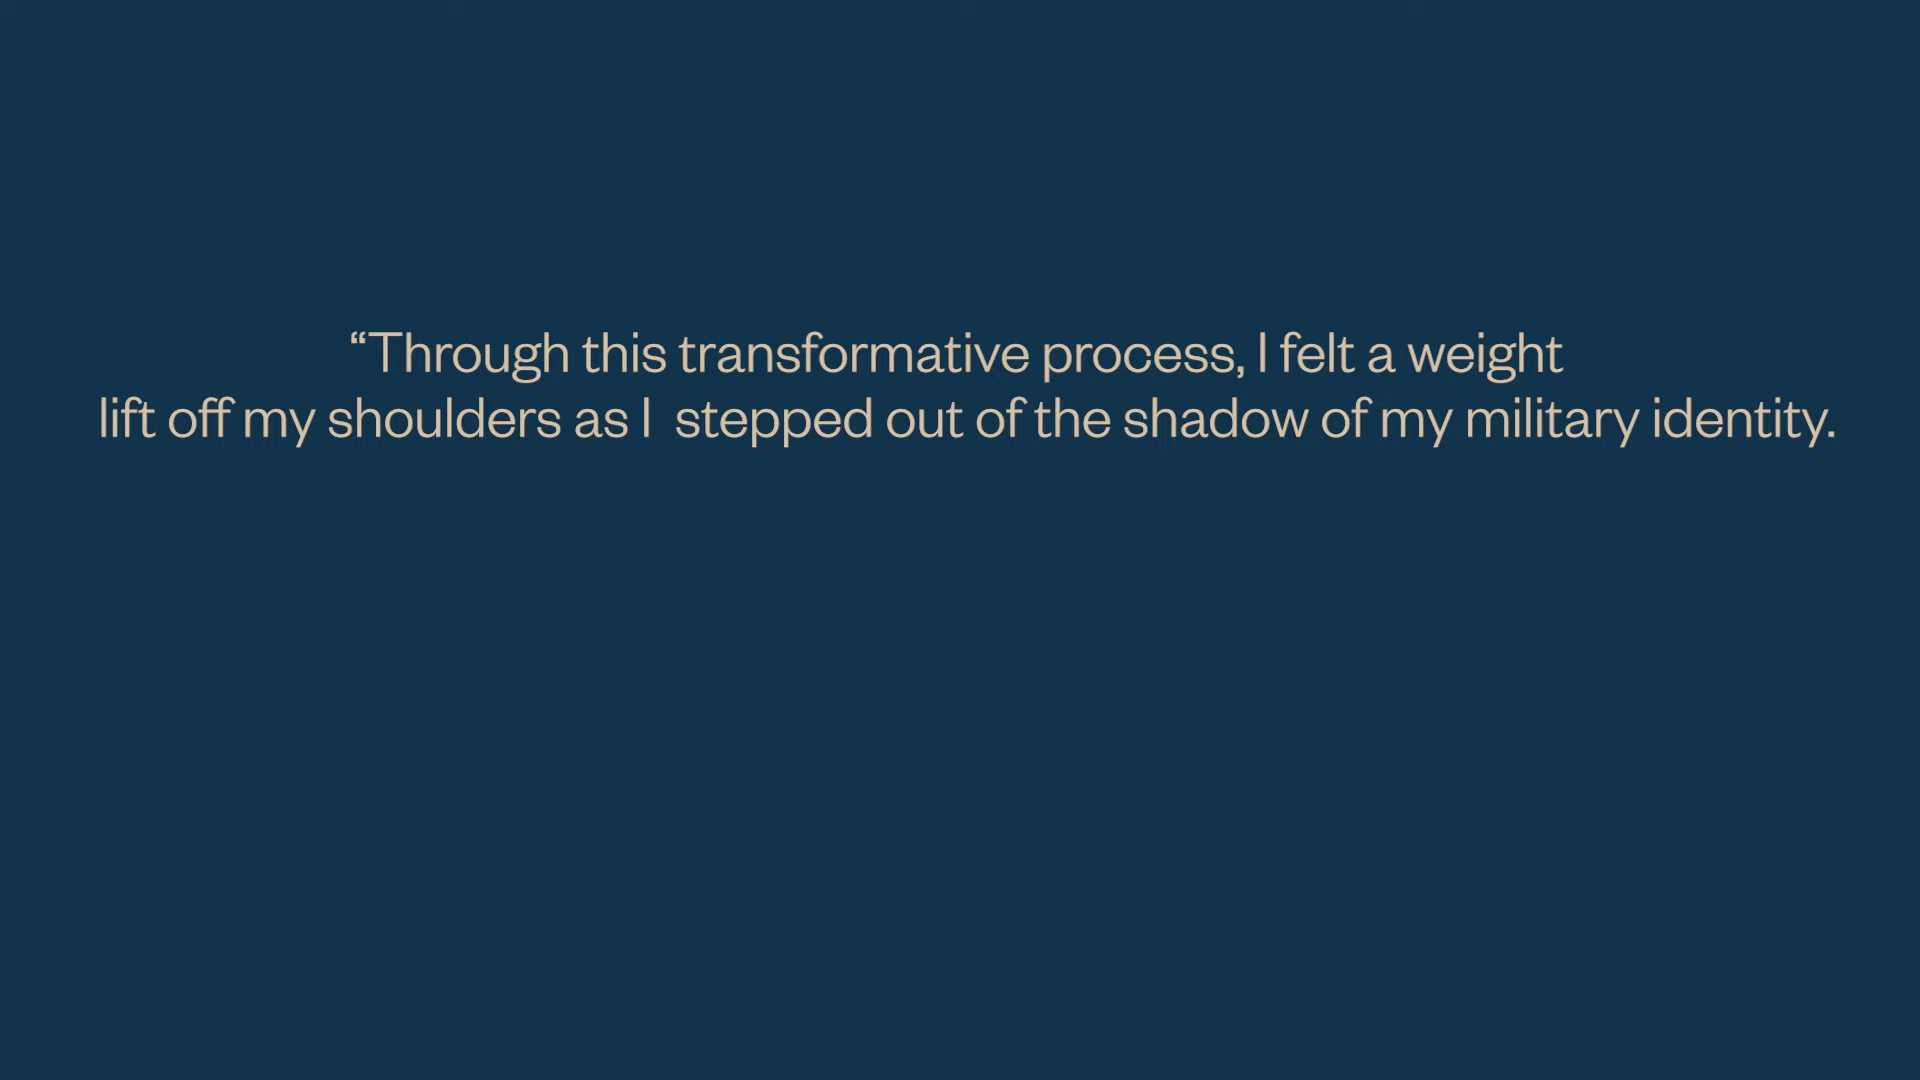 “Through this transformative process, I felt a weight
lift off my shoulders as I  stepped out of the shadow of my military identity.